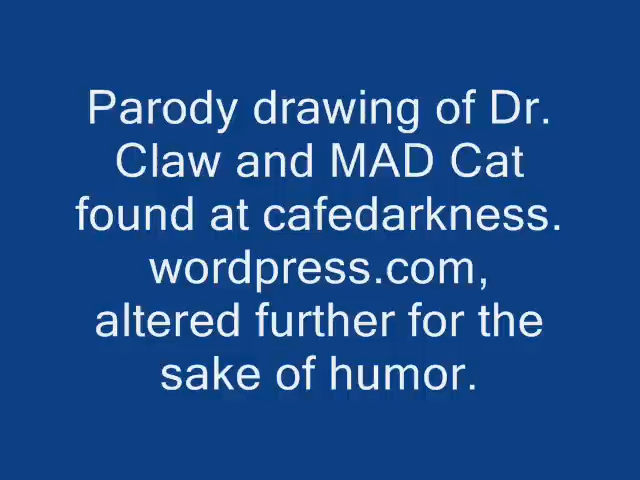 Parody drawing of Dr.
Claw and MAD Cat
found at cafedarkness.
wordpress.com,
altered further for the
sake of humor.